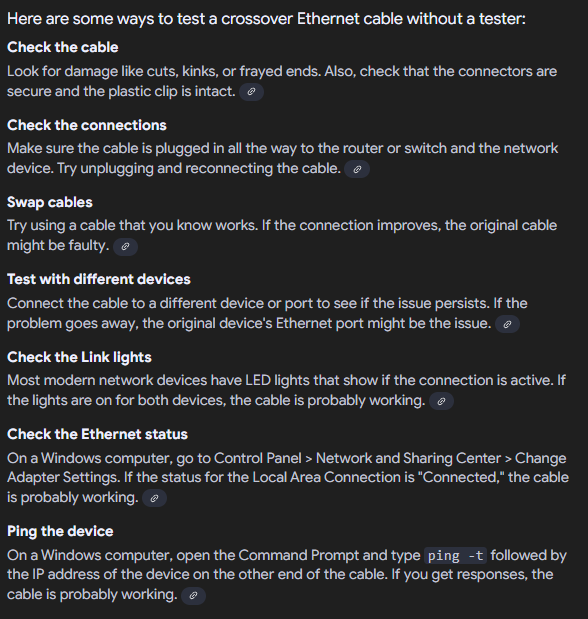 Here are some ways to test a crossover Ethernet cable without a tester:
Check the cable
Look for damage like cuts, kinks, or frayed ends. Also, check that the connectors are
secure and the plastic clip is intact.
Check the connections
Make sure the cable is plugged in all the way to the router or switch and the network
device. Try unplugging and reconnecting the cable.
Swap cables
Try using a cable that you know works. If the connection improves, the original cable
might be faulty.
Test with different devices
Connect the cable to a different device or port to see if the issue persists. If the
problem goes away, the original device's Ethernet port might be the issue.
Check the Link lights
Most modern network devices have LED lights that show if the connection is active. If
the lights are on for both devices, the cable is probably working.
Check the Ethernet status
On a Windows computer, go to Control Panel > Network and Sharing Center > Change
Adapter Settings. If the status for the Local Area Connection is "Connected," the cable
is probably working.
Ping the device
On a Windows computer, open the Command Prompt and type ping -t followed by
the IP address of the device on the other end of the cable. If you get responses, the
cable is probably working.